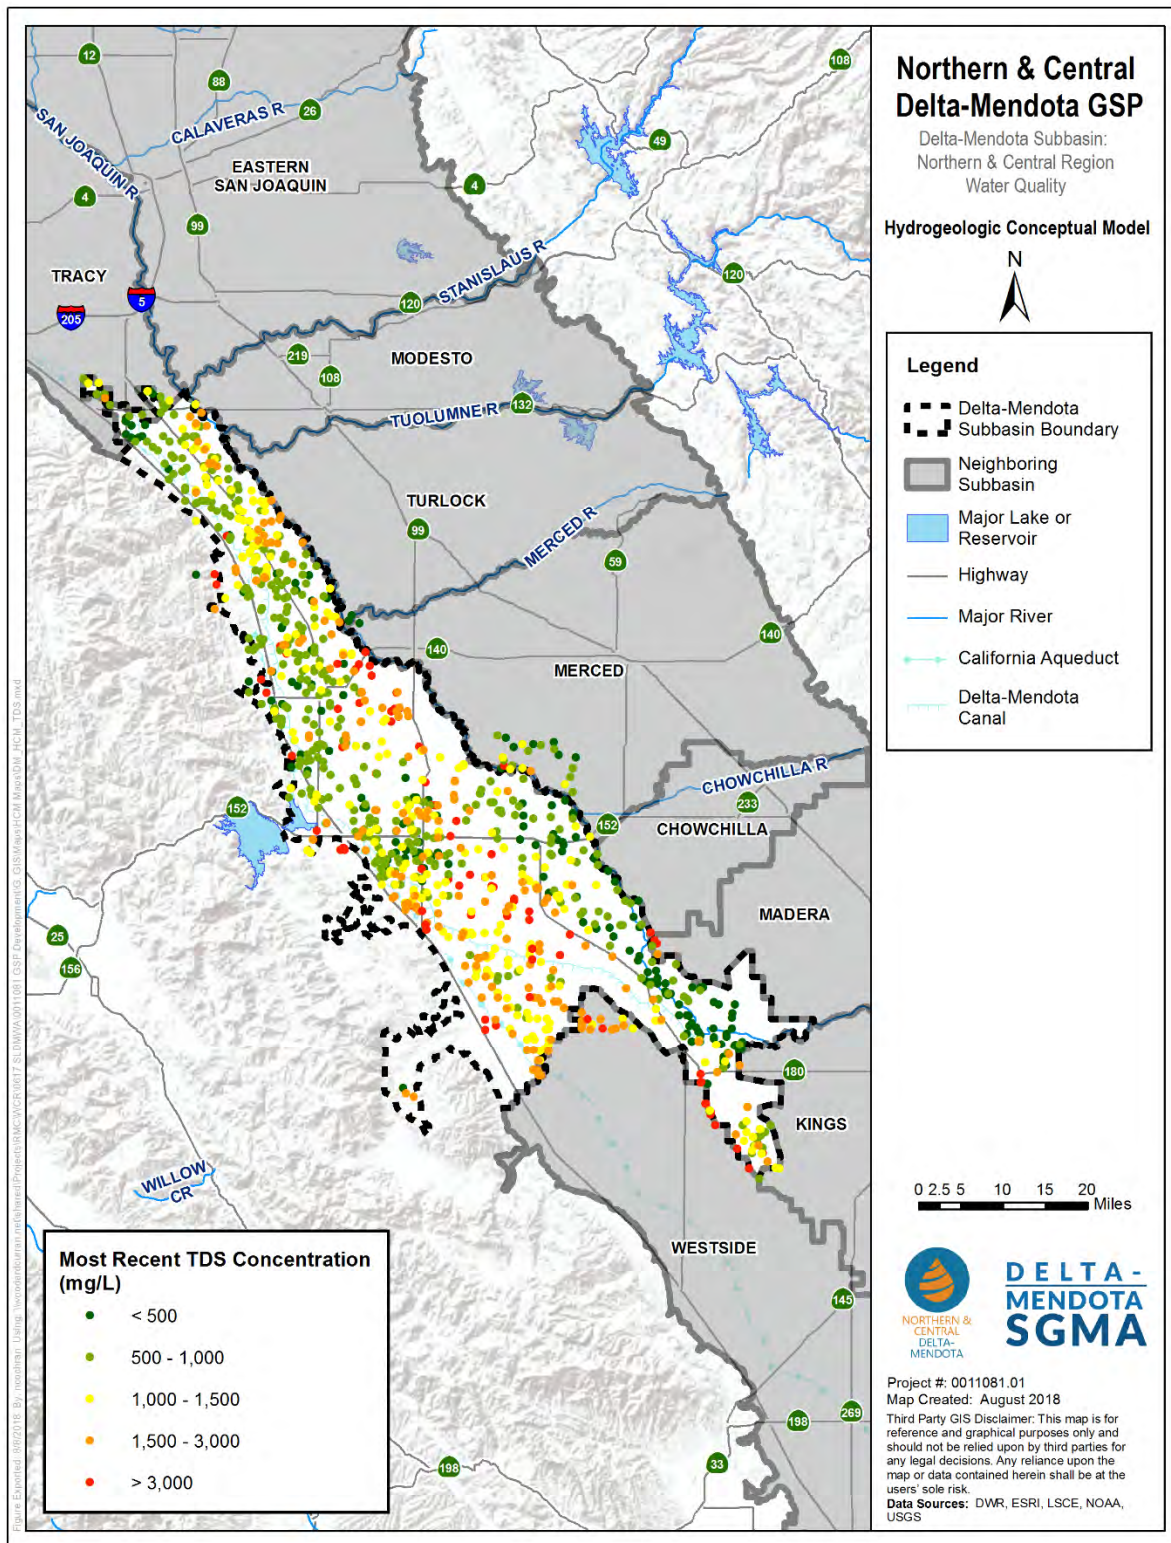 12
88
26
108
49
4
4
99
SAN JOAQUIN R
CALAVERAS R
EASTERN
SAN JOAQUIN
TRACY
5
205
120
STANISLAUS R
120
219
108
MODESTO
132
TUOLUMNE R
TURLOCK
99
MERCED R
59
140
140
MERCED
CHOWCHILLA R
233
152
152
CHOWCHILLA
MADERA
25
156
180
KINGS
WILLOW
CR
WESTSIDE
145
269
198
198
33
Most Recent TDS Concentration
(mg/L)
< 500
500 - 1,000
1,000 - 1,500
1,500 - 3,000
> 3,000
Northern & Central
Delta-Mendota GSP
Delta-Mendota Subbasin:
Northern & Central Region
Water Quality
Hydrogeologic Conceptual Model
N
Legend
Delta-Mendota
Subbasin Boundary
Neighboring
Subbasin
Major Lake or
Reservoir
Highway
Major River
California Aqueduct
Delta-Mendota
Canal
0 2.5 5 10 15 20
Miles
NORTHERN &
CENTRAL
DELTA-
MENDOTA
DELTA-
MENDOTA
SGMA
Project #: 0011081.01
Map Created: August 2018
Third Party GIS Disclaimer: This map is for
reference and graphical purposes only and
should not be relied upon by third parties for
any legal decisions. Any reliance upon the
map or data contained herein shall be at the
users' sole risk.
Data Sources: DWR, ESRI, LSCE, NOAA,
USGS